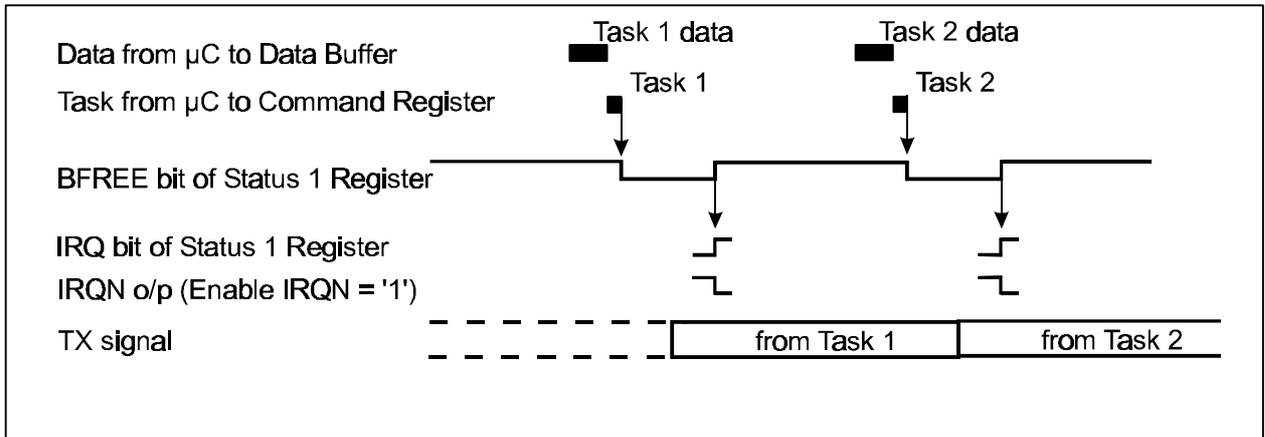 Task 1 data Task 2 data
Data from µC to Data Buffer
Task 1 Task 2
Task from µC to Command Register
BFREE bit of Status 1 Register
IRQ bit of Status 1 Register
IRQN o/p (Enable IRQN = '1')
TX signal from Task 1 from Task 2